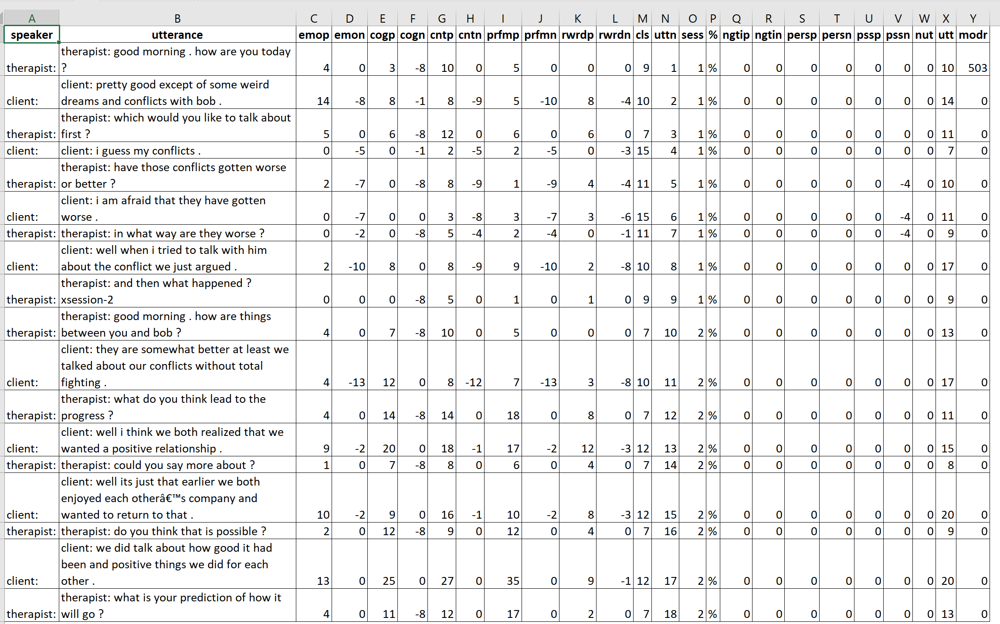 A B C D E F G H I J K L M N O P Q R S T U V W X Y
speaker utterance emop emon cogp cogn cntp cntn prfmp prfmn rwrdp rwrdn cls uttn sess % ngtip ngtin persp persn pssp pssn nut utt modr
therapist: good morning . how are you today
therapist: ? 4 0 3 -8 10 0 5 0 0 0 9 1 1 % 0 0 0 0 0 0 0 10 503
client: pretty good except of some weird
client: dreams and conflicts with bob . 14 -8 8 -1 8 -9 5 -10 8 -4 10 2 1 % 0 0 0 0 0 0 0 14 0
therapist: which would you like to talk about
therapist: first ? 5 0 6 -8 12 0 6 0 6 0 7 3 1 % 0 0 0 0 0 0 0 11 0
client: client: i guess my conflicts . 0 -5 0 -1 2 -5 2 -5 0 -3 15 4 1 % 0 0 0 0 0 0 0 7 0
therapist: have those conflicts gotten worse
therapist: or better ? 2 -7 0 -8 8 -9 1 -9 4 -4 11 5 1 % 0 0 0 0 0 -4 0 10 0
client: i am afraid that they have gotten
client: worse . 0 -7 0 0 3 -8 3 -7 3 -6 15 6 1 % 0 0 0 0 0 -4 0 11 0
therapist: therapist: in what way are they worse ? 0 -2 0 -8 5 -4 2 -4 0 -1 11 7 1 % 0 0 0 0 0 -4 0 9 0
client: well when i tried to talk with him
client: about the conflict we just argued . 2 -10 8 0 8 -9 9 -10 2 -8 10 8 1 % 0 0 0 0 0 0 0 17 0
therapist: and then what happened ?
therapist: xsession-2 0 0 0 -8 5 0 1 0 1 0 9 9 1 % 0 0 0 0 0 0 0 9 0
therapist: good morning . how are things
therapist: between you and bob ? 4 0 7 -8 10 0 5 0 0 0 7 10 2 % 0 0 0 0 0 0 0 13 0
client: they are somewhat better at least we
talked about our conflicts without total
client: fighting . 4 -13 12 0 8 -12 7 -13 3 -8 10 11 2 % 0 0 0 0 0 0 0 17 0
therapist: what do you think lead to the
therapist: progress ? 4 0 14 -8 14 0 18 0 8 0 7 12 2 % 0 0 0 0 0 0 0 11 0
client: well i think we both realized that we
client: wanted a positive relationship . 9 -2 20 0 18 -1 17 -2 12 -3 12 13 2 % 0 0 0 0 0 0 0 15 0
therapist: therapist: could you say more about ? 1 0 7 -8 8 0 6 0 4 0 7 14 2 % 0 0 0 0 0 0 0 8 0
client: well its just that earlier we both
enjoyed each otherâ€™s company and
client: wanted to return to that . 10 -2 9 0 16 -1 10 -2 8 -3 12 15 2 % 0 0 0 0 0 0 0 20 0
therapist: therapist: do you think that is possible ? 2 0 12 -8 9 0 12 0 4 0 7 16 2 % 0 0 0 0 0 0 0 9 0
client: we did talk about how good it had
been and positive things we did for each
client: other . 13 0 25 0 27 0 35 0 9 -1 12 17 2 % 0 0 0 0 0 0 0 20 0
therapist: what is your prediction of how it
therapist: will go ? 4 0 11 -8 12 0 17 0 2 0 7 18 2 % 0 0 0 0 0 0 0 13 0